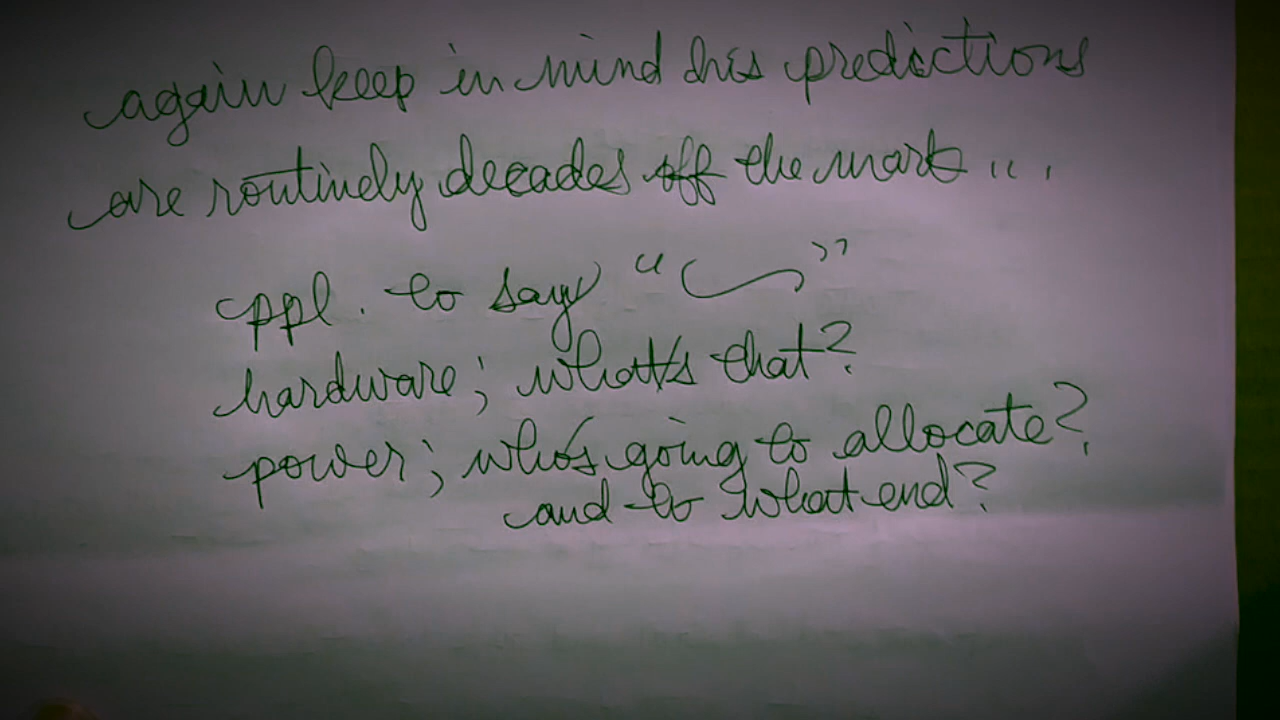 again keep in mind his predictions
are routinely decades off the mark...
ppl. to say “ ”
hardware; what's that?
power; who's going to allocate?
and to what end?